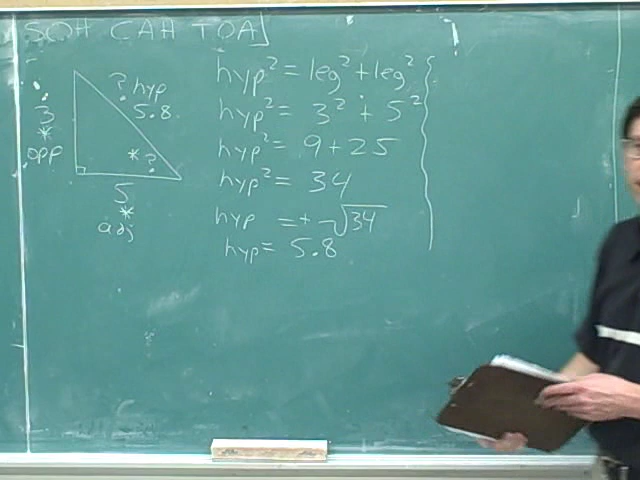 SOH CAH TOA
? hyp
5.8
3
*
opp
* ?
5
*
adj
hyp² = leg² + leg²
hyp² = 3² + 5²
hyp² = 9 + 25
hyp² = 34
hyp = + √34
hyp = 5.8